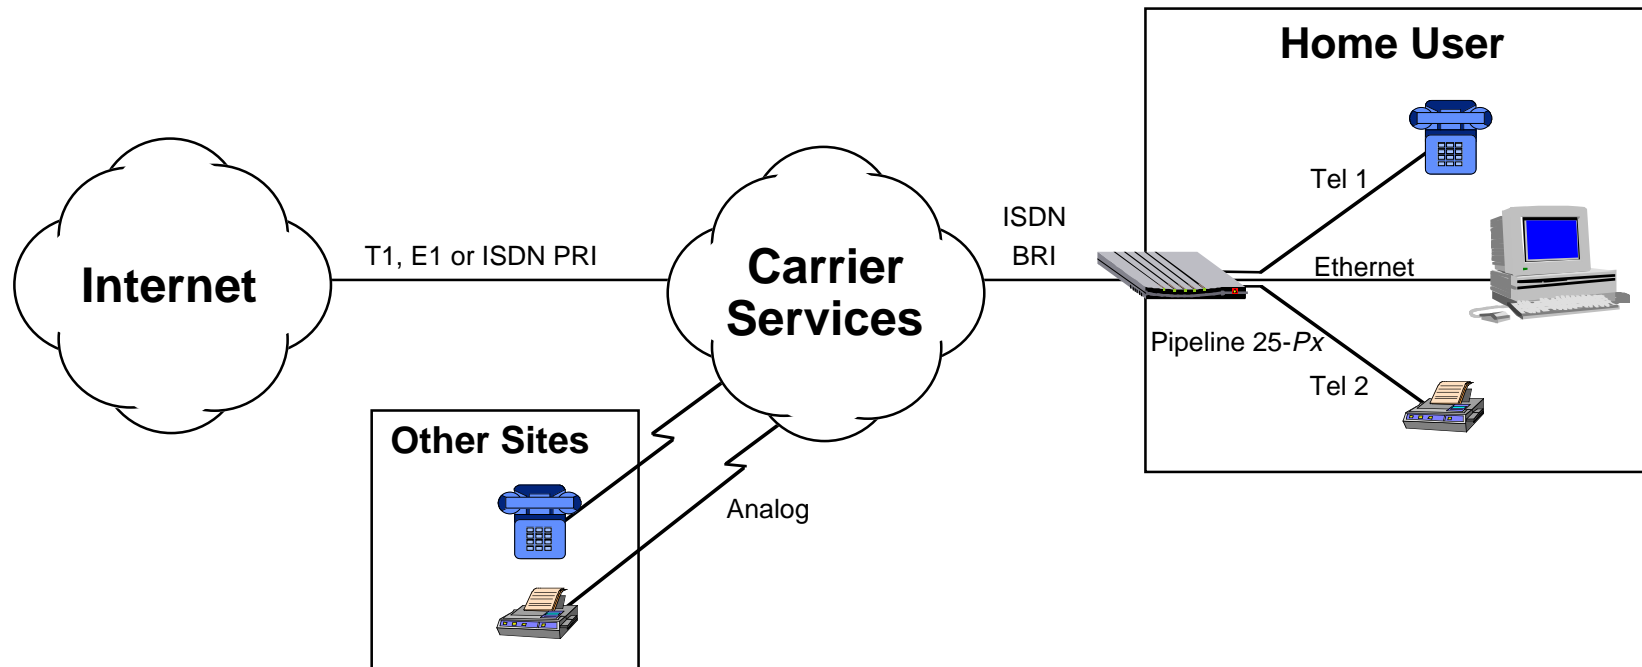 Home User
Tel 1
ISDN
BRI
Ethernet
T1, E1 or ISDN PRI
Internet
Carrier
Services
Pipeline 25-Px
Tel 2
Other Sites
Analog